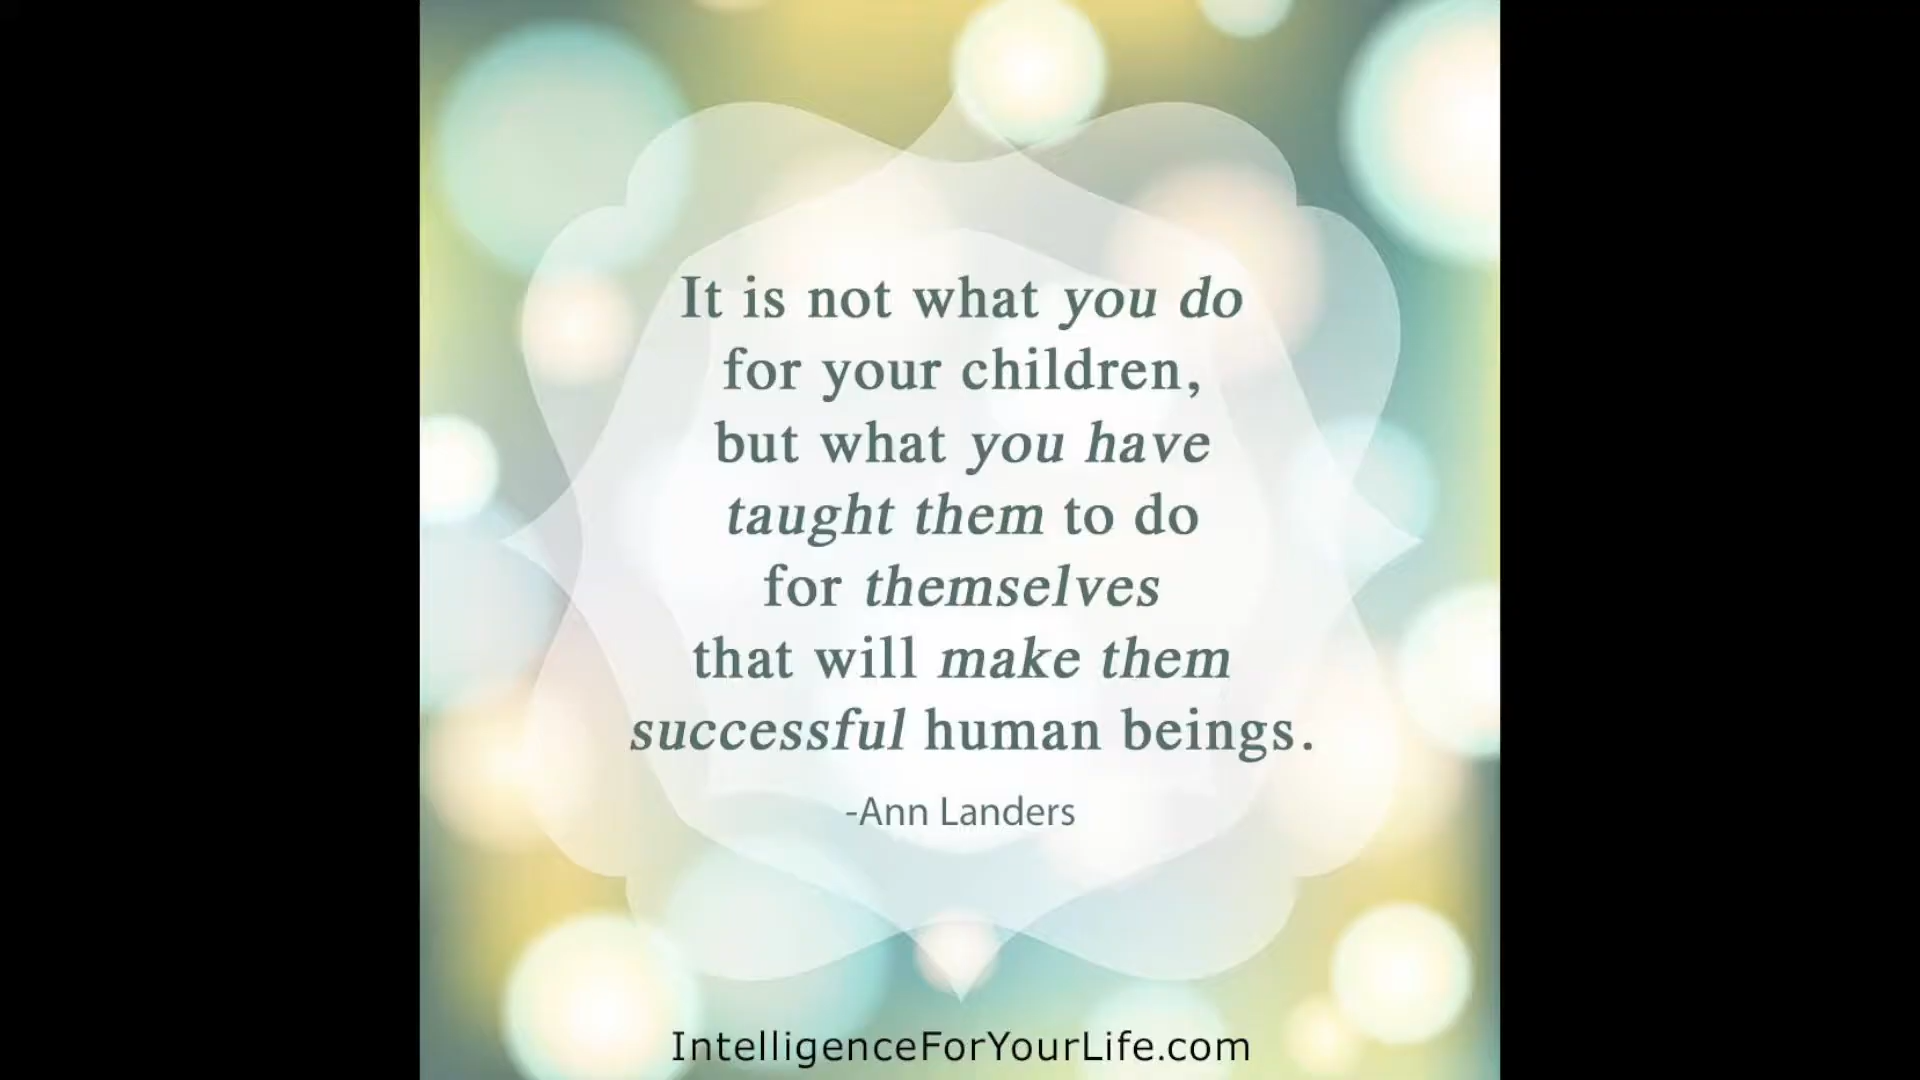 It is not what you do
for your children,
but what you have
taught them to do
for themselves
that will make them
successful human beings.
-Ann Landers
IntelligenceForYourLife.com